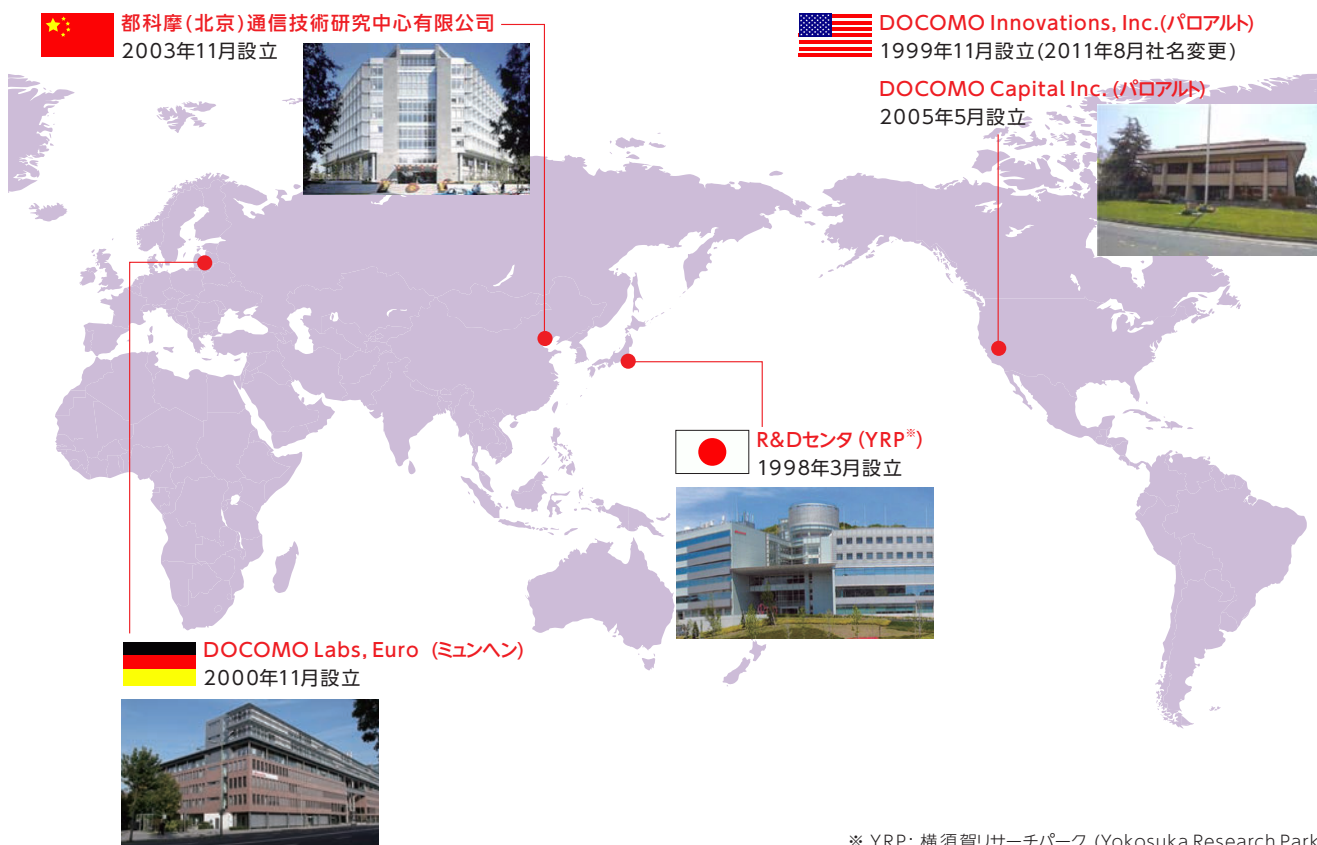 都科摩(北京)通信技術研究中心有限公司
2003年11月設立
DOCOMO Innovations, Inc.(パロアルト)
1999年11月設立(2011年8月社名変更)
DOCOMO Capital Inc. (パロアルト)
2005年5月設立
R&Dセンタ (YRP※)
1998年3月設立
DOCOMO Labs, Euro (ミュンヘン)
2000年11月設立
※ YRP: 横須賀リサーチパーク (Yokosuka Research Park